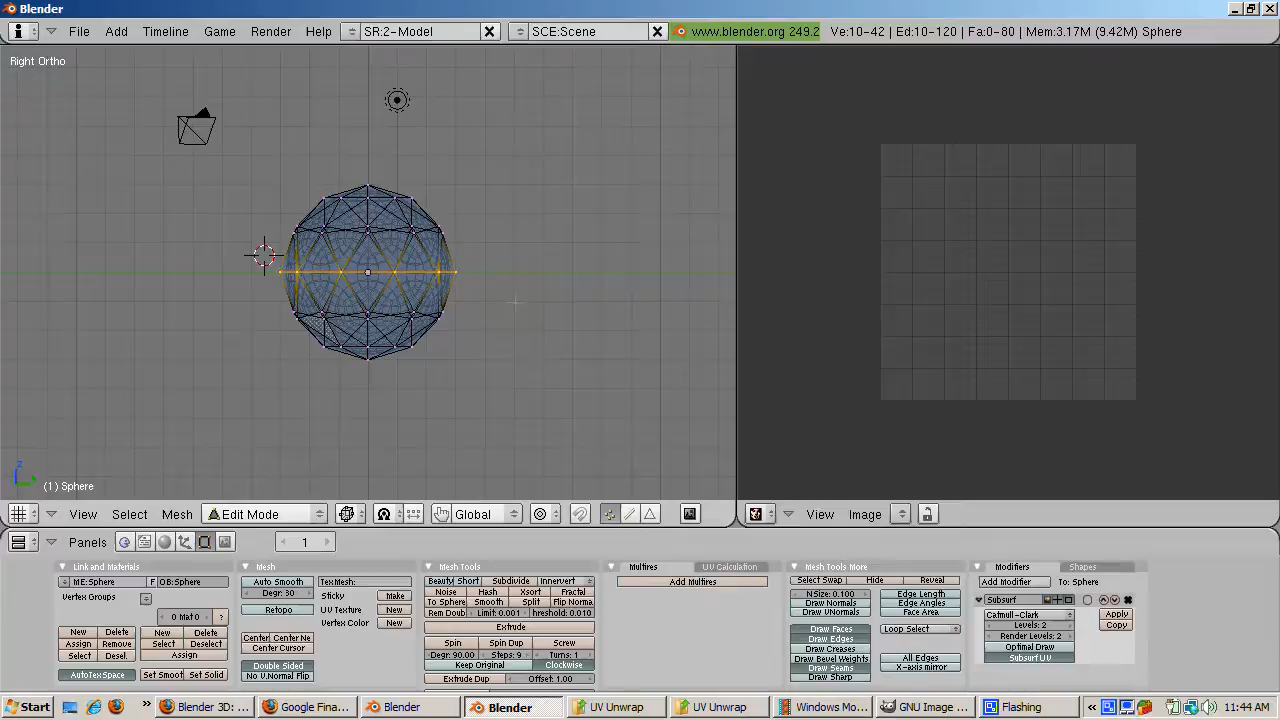 Blender
File Add Timeline Game Render Help SR:2-Model SCE:Scene www.blender.org 249.2 Ve:10-42 | Ed:10-120 | Fa:0-80 | Mem:3.17M (9.42M) Sphere
Right Ortho
z
(1) Sphere
View Select Mesh Edit Mode Global View Image
Panels 1
Link and Materials Mesh Mesh Tools Multires UV Calculation Mesh Tools More Modifiers Shapes
ME:Sphere F OB:Sphere Auto Smooth TexMesh: Beauty Short Subdivide Innervert Add Multires Select Swap Hide Reveal Add Modifier To: Sphere
Vertex Groups Degr: 30 Sticky Make Noise Hash Xsort Fractal NSize: 0.100 Edge Length Subsurf
0 Mat 0 ? Retopo UV Texture New To Sphere Smooth Split Flip Norma Draw Normals Edge Angles Catmull-Clark Apply
Vertex Color New Rem Doub Limit: 0.001 hreshold: 0.010 Draw VNormals Face Area Levels: 2 Copy
New Delete New Delete Center Center Ne Extrude Draw Faces Loop Select Render Levels: 2
Assign Remove Select Deselect Center Cursor Spin Spin Dup Screw Draw Edges Optimal Draw
Select Desel. Assign Double Sided Degr: 90.00 Steps: 9 Turns: 1 Draw Creases All Edges Subsurf UV
AutoTexSpace Set Smoot Set Solid No V.Normal Flip Keep Original Clockwise Draw Bevel Weights X-axis mirror
Extrude Dup Offset: 1.00 Draw Seams
Draw Sharp
Start » Blender 3D: ... Google Fina... Blender Blender UV Unwrap UV Unwrap Windows Mo... GNU Image ... Flashing « 11:44 AM